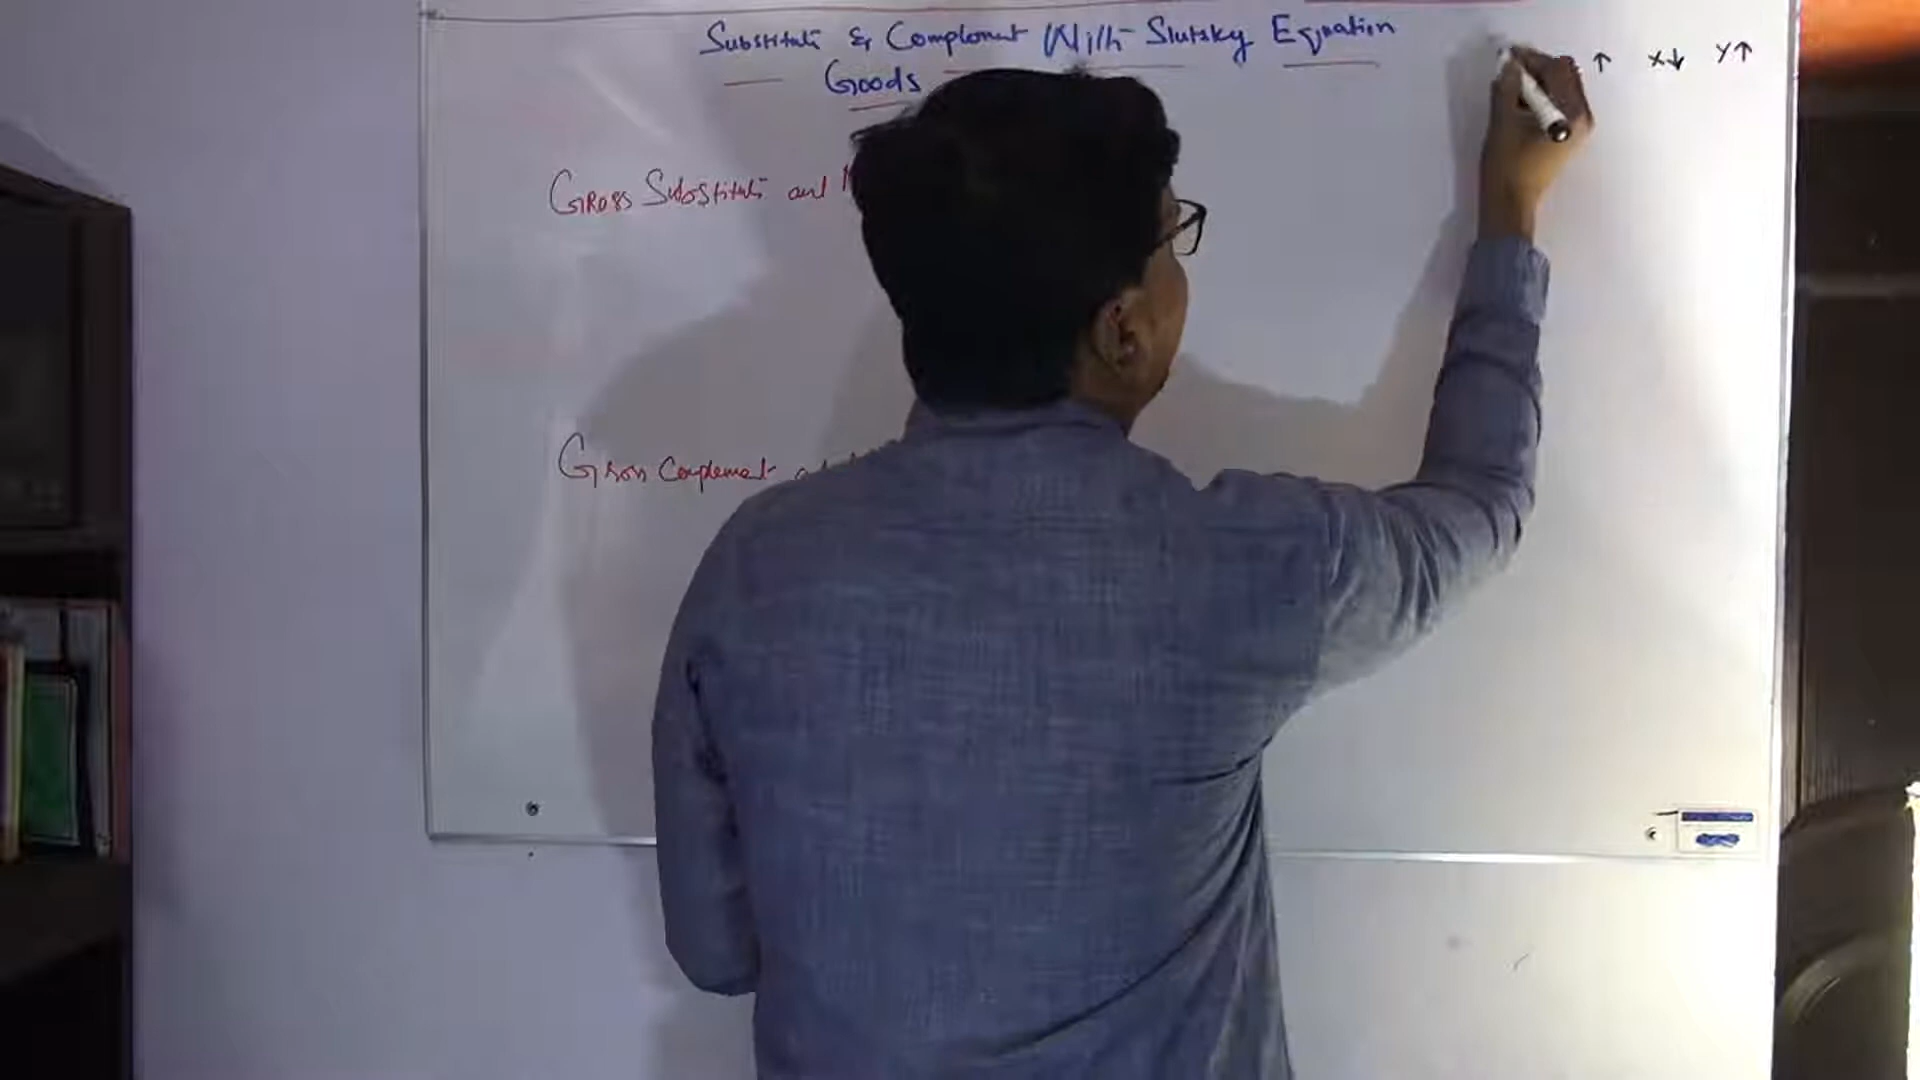 Substitute & Complement With Slutsky Equation
Goods
↑ X↓ Y↑
Gross Substitute and
Gross Complement